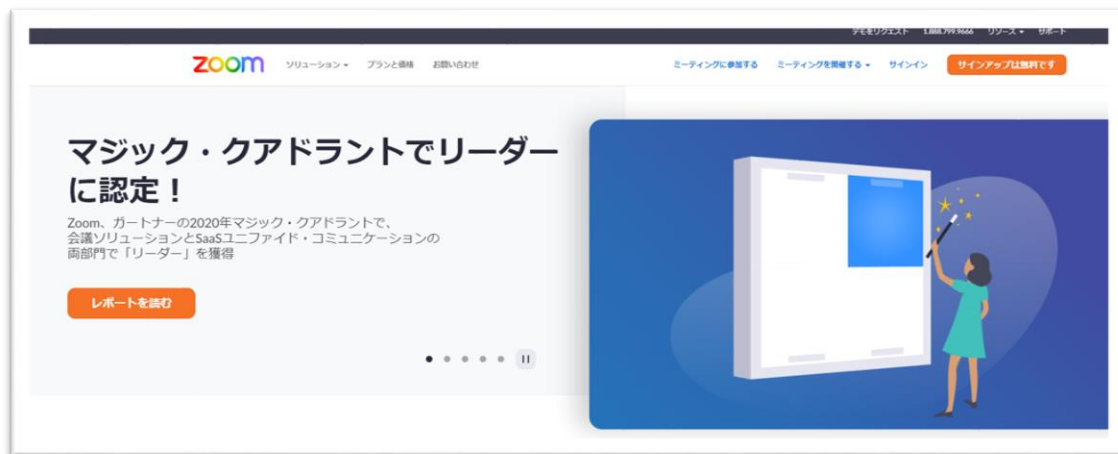 デモをリクエスト 1.888.799.9666 リソース サポート
zoom ソリューション プランと価格 お問い合わせ ミーティングに参加する ミーティングを開催する サインイン サインアップは無料です
マジック・クアドラントでリーダー
に認定！
Zoom、ガートナーの2020年マジック・クアドラントで、
会議ソリューションとSaaSユニファイド・コミュニケーションの
両部門で「リーダー」を獲得
レポートを読む